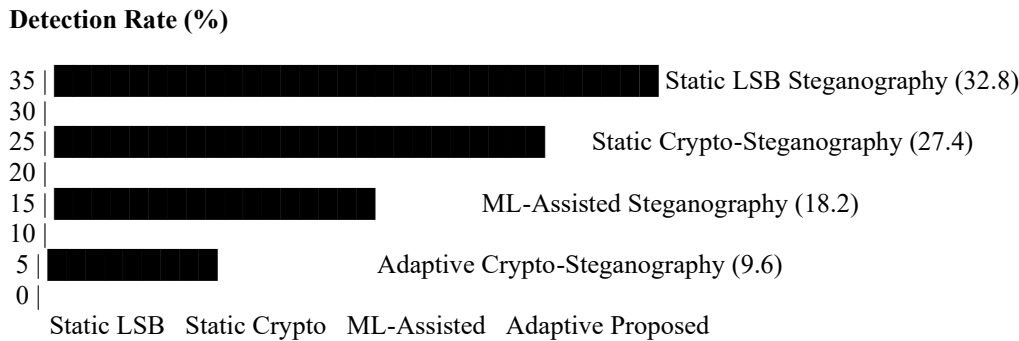 Detection Rate (%)
35 | Static LSB Steganography (32.8)
30 |
25 | Static Crypto-Steganography (27.4)
20 |
15 | ML-Assisted Steganography (18.2)
10 |
5 | Adaptive Crypto-Steganography (9.6)
0 |
Static LSB Static Crypto ML-Assisted Adaptive Proposed